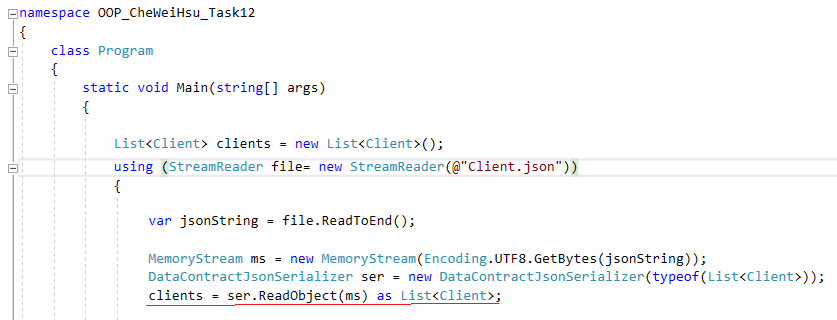 namespace OOP_CheWeiHsu_Task12
{
class Program
{
static void Main(string[] args)
{
List<Client> clients = new List<Client>();
using (StreamReader file= new StreamReader(@"Client.json"))
{
var jsonString = file.ReadToEnd();
MemoryStream ms = new MemoryStream(Encoding.UTF8.GetBytes(jsonString));
DataContractJsonSerializer ser = new DataContractJsonSerializer(typeof(List<Client>));
clients = ser.ReadObject(ms) as List<Client>;